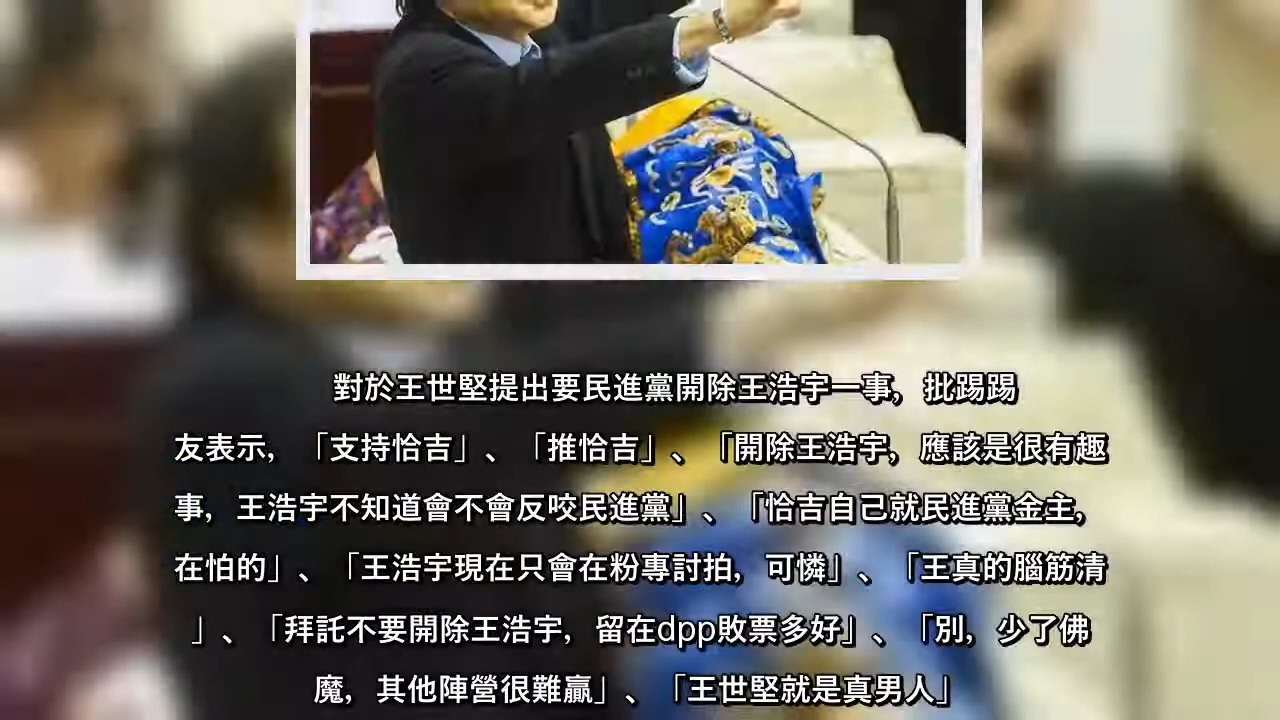 對於王世堅提出要民進黨開除王浩宇一事，批踢踢
友表示，「支持恰吉」、「推恰吉」、「開除王浩宇，應該是很有趣
事，王浩宇不知道會不會反咬民進黨」、「恰吉自己就民進黨金主，
在怕的」、「王浩宇現在只會在粉專討拍，可憐」、「王真的腦筋清
」、「拜託不要開除王浩宇，留在dpp敗票多好」、「別，少了佛
魔，其他陣營很難贏」、「王世堅就是真男人」